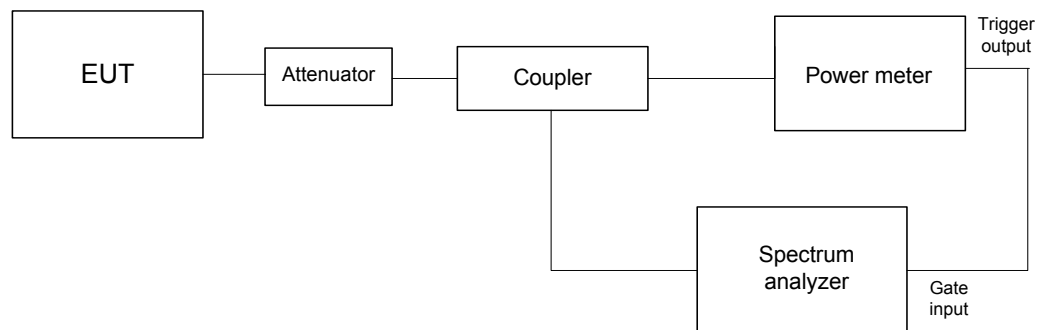 EUT
Attenuator
Coupler
Power meter
Trigger
output
Spectrum
analyzer
Gate
input